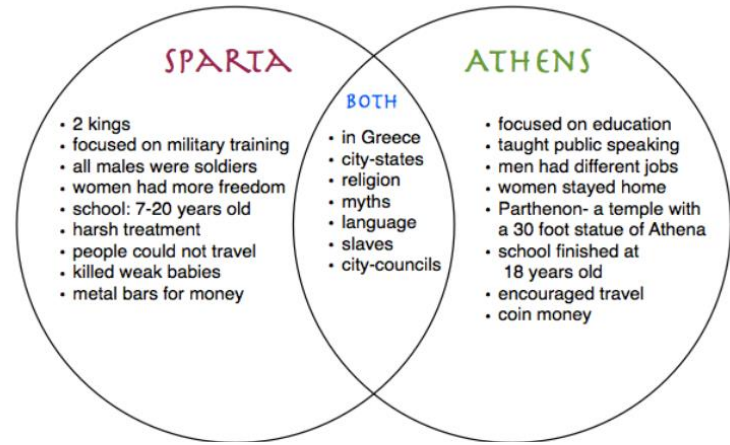 SPARTA
• 2 kings
• focused on military training
• all males were soldiers
• women had more freedom
• school: 7-20 years old
• harsh treatment
• people could not travel
• killed weak babies
• metal bars for money
BOTH
• in Greece
• city-states
• religion
• myths
• language
• slaves
• city-councils
ATHENS
• focused on education
• taught public speaking
• men had different jobs
• women stayed home
• Parthenon- a temple with
a 30 foot statue of Athena
• school finished at
18 years old
• encouraged travel
• coin money